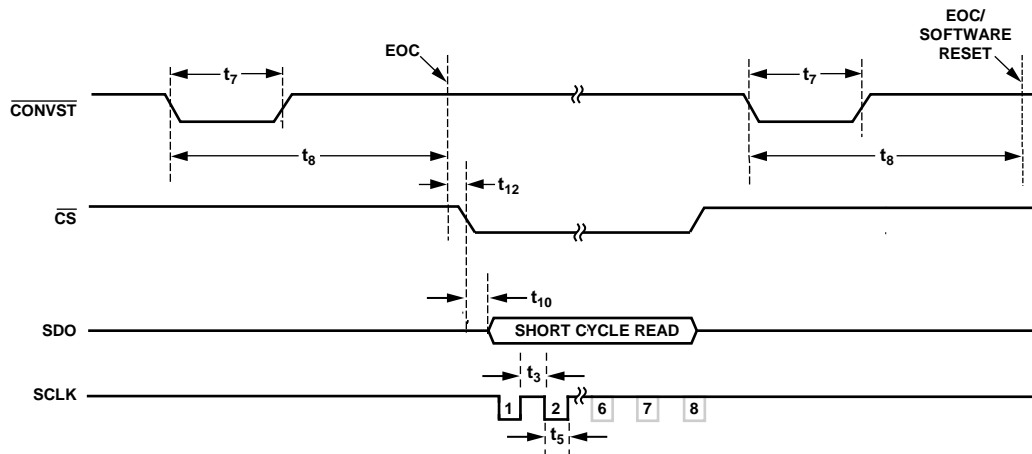 EOC
EOC/
SOFTWARE
RESET
t7
t7
CONVST
t8
t8
t12
CS
t10
SDO
SHORT CYCLE READ
t3
SCLK
1
2
6
7
8
t5